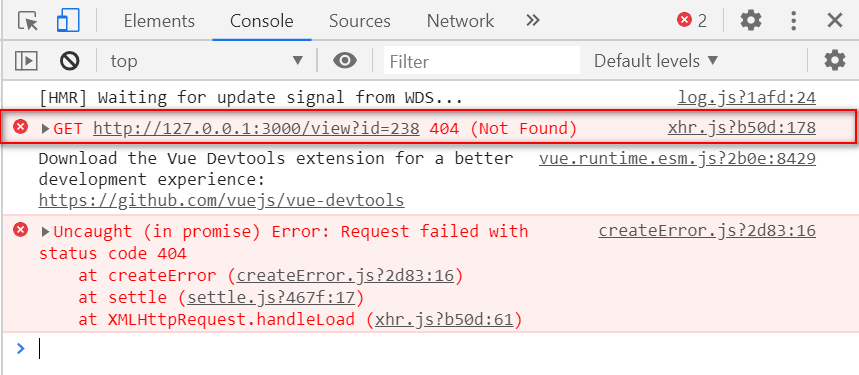 Elements Console Sources Network » 2
top Filter Default levels
[HMR] Waiting for update signal from WDS... log.js?1afd:24
GET http://127.0.0.1:3000/view?id=238 404 (Not Found) xhr.js?b50d:178
Download the Vue Devtools extension for a better vue.runtime.esm.js?2b0e:8429
development experience:
https://github.com/vuejs/vue-devtools
Uncaught (in promise) Error: Request failed with createError.js?2d83:16
status code 404
at createError (createError.js?2d83:16)
at settle (settle.js?467f:17)
at XMLHttpRequest.handleLoad (xhr.js?b50d:61)